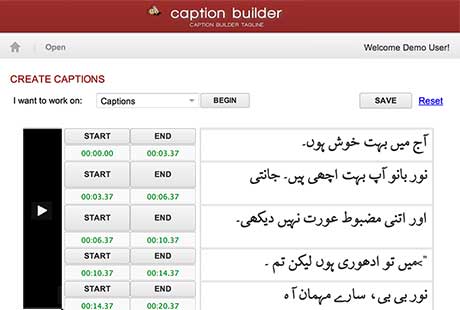 caption builder
CAPTION BUILDER TAGLINE
Open
Welcome Demo User!
CREATE CAPTIONS
I want to work on:
Captions
BEGIN
SAVE
Reset
START
END
آج میں بہت خوش ہوں۔
00:00.00
00:03.37
START
END
نور بانو آپ بہت اچھی ہیں۔ جانتی
00:03.37
00:06.37
START
END
اور اتنی مضبوط عورت نہیں دیکھی۔
00:06.37
00:10.37
START
END
میں تو ادھوری ہوں لیکن تم ۔
00:10.37
00:14.37
START
END
نور بی بی، سارے مہمان آ
00:14.37
00:20.37